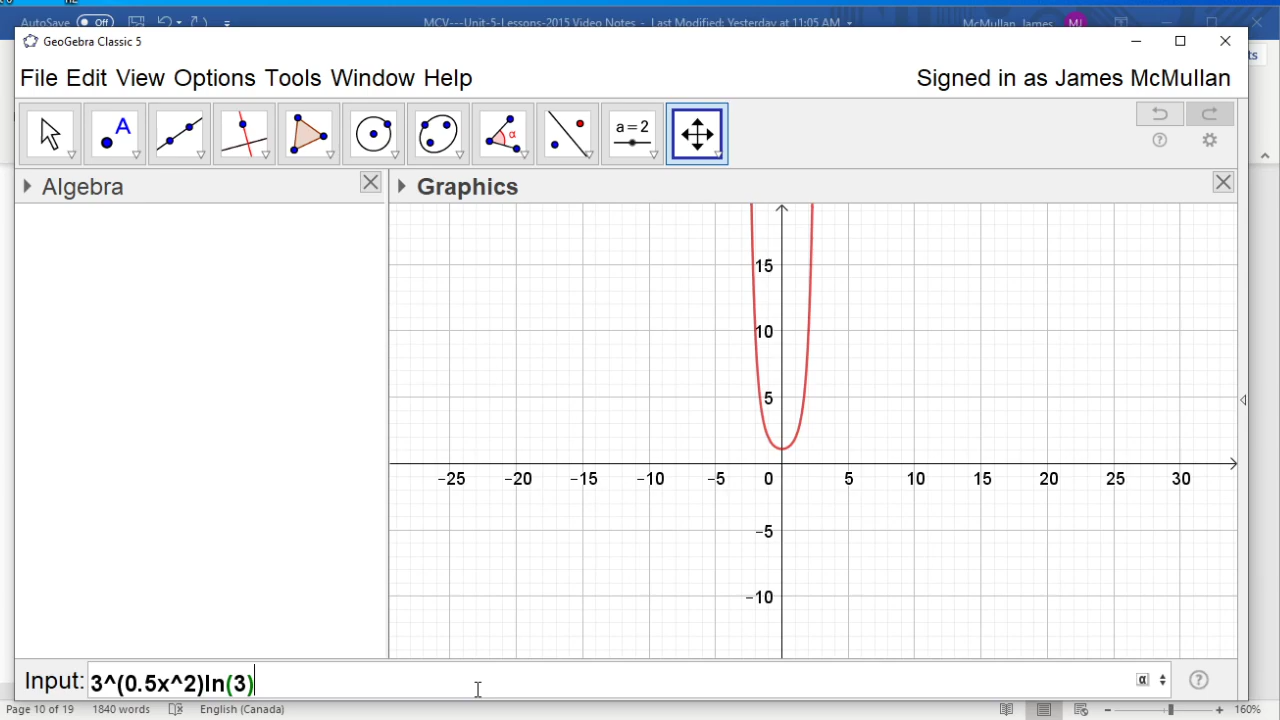 AutoSave Off MCV---Unit-5-Lessons-2015 Video Notes - Last Modified: Yesterday at 11:05 AM McMullan, James MJ
GeoGebra Classic 5
File Edit View Options Tools Window Help Signed in as James McMullan
A α a = 2
Algebra Graphics
15
10
5
-25 -20 -15 -10 -5 0 5 10 15 20 25 30
-5
-10
Input: 3^(0.5x^2)ln(3) α
Page 10 of 19 1840 words English (Canada) 160%